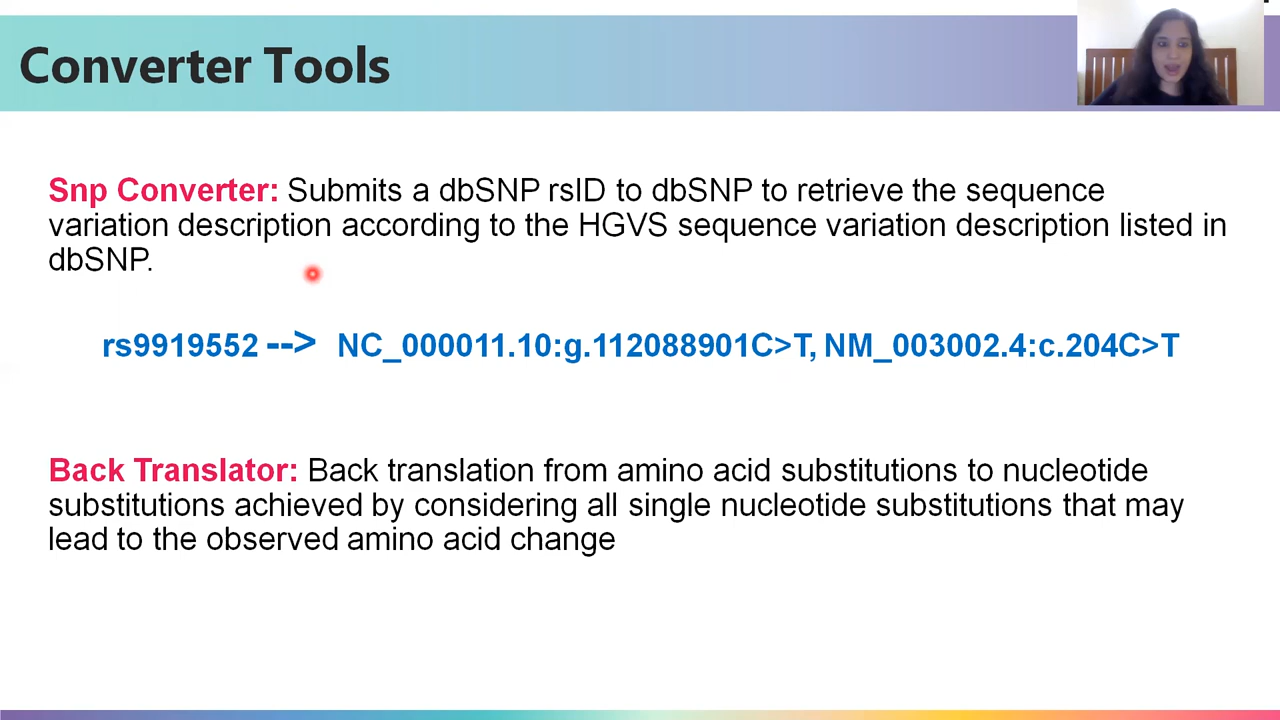 Converter Tools
Snp Converter: Submits a dbSNP rsID to dbSNP to retrieve the sequence
variation description according to the HGVS sequence variation description listed in
dbSNP.
rs9919552 --> NC_000011.10:g.112088901C>T, NM_003002.4:c.204C>T
Back Translator: Back translation from amino acid substitutions to nucleotide
substitutions achieved by considering all single nucleotide substitutions that may
lead to the observed amino acid change